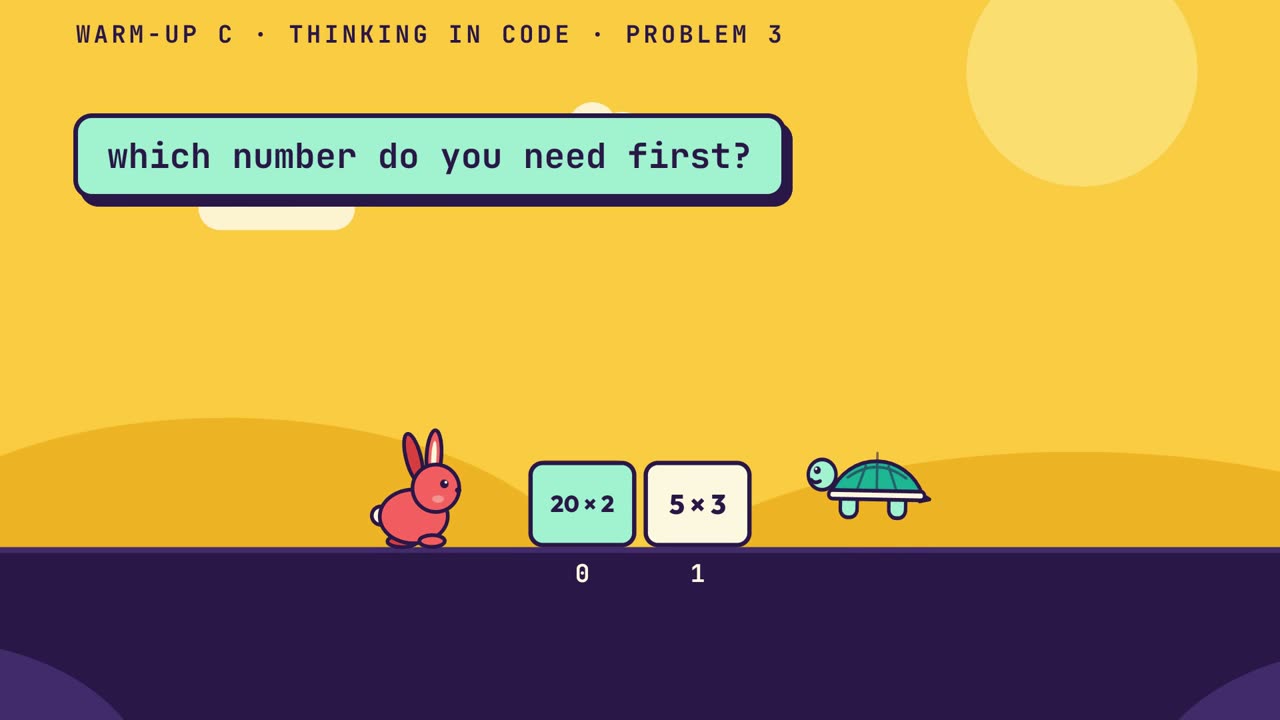 WARM-UP C · THINKING IN CODE · PROBLEM 3
which number do you need first?
20 × 2 5 × 3
0 1